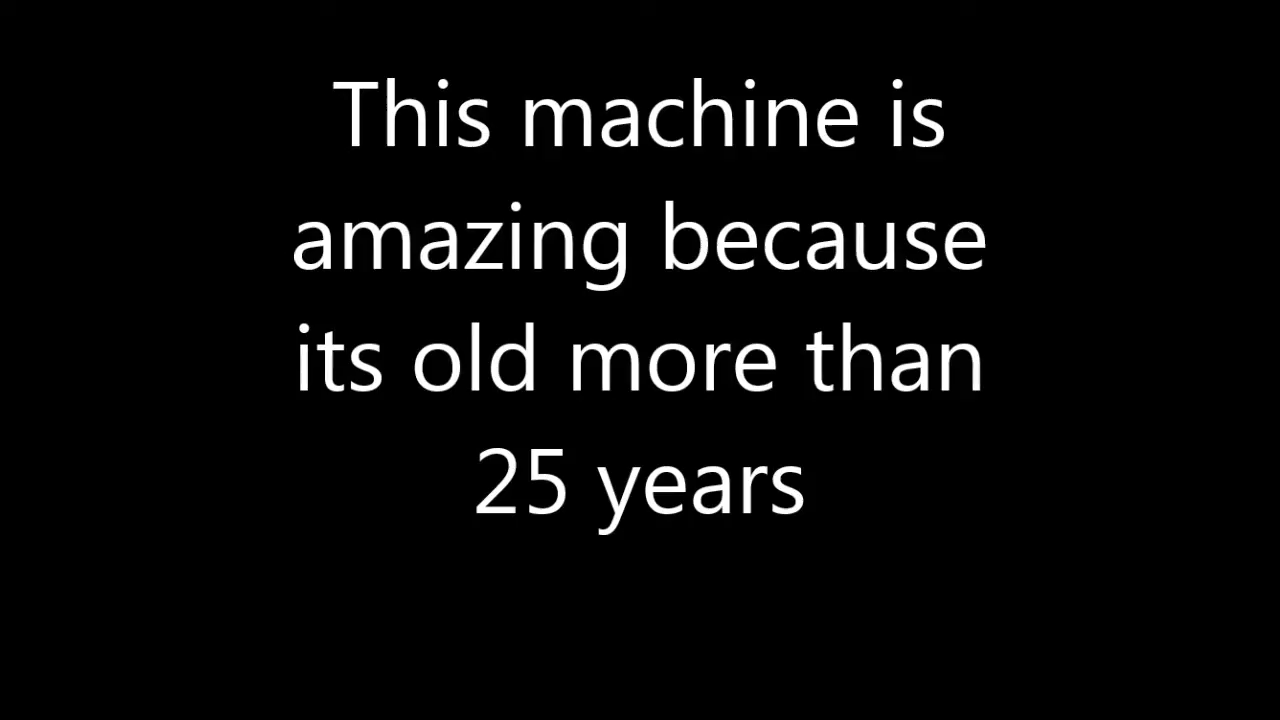 This machine is
amazing because
its old more than
25 years